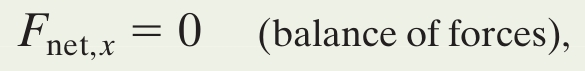 F_net,x = 0 (balance of forces),